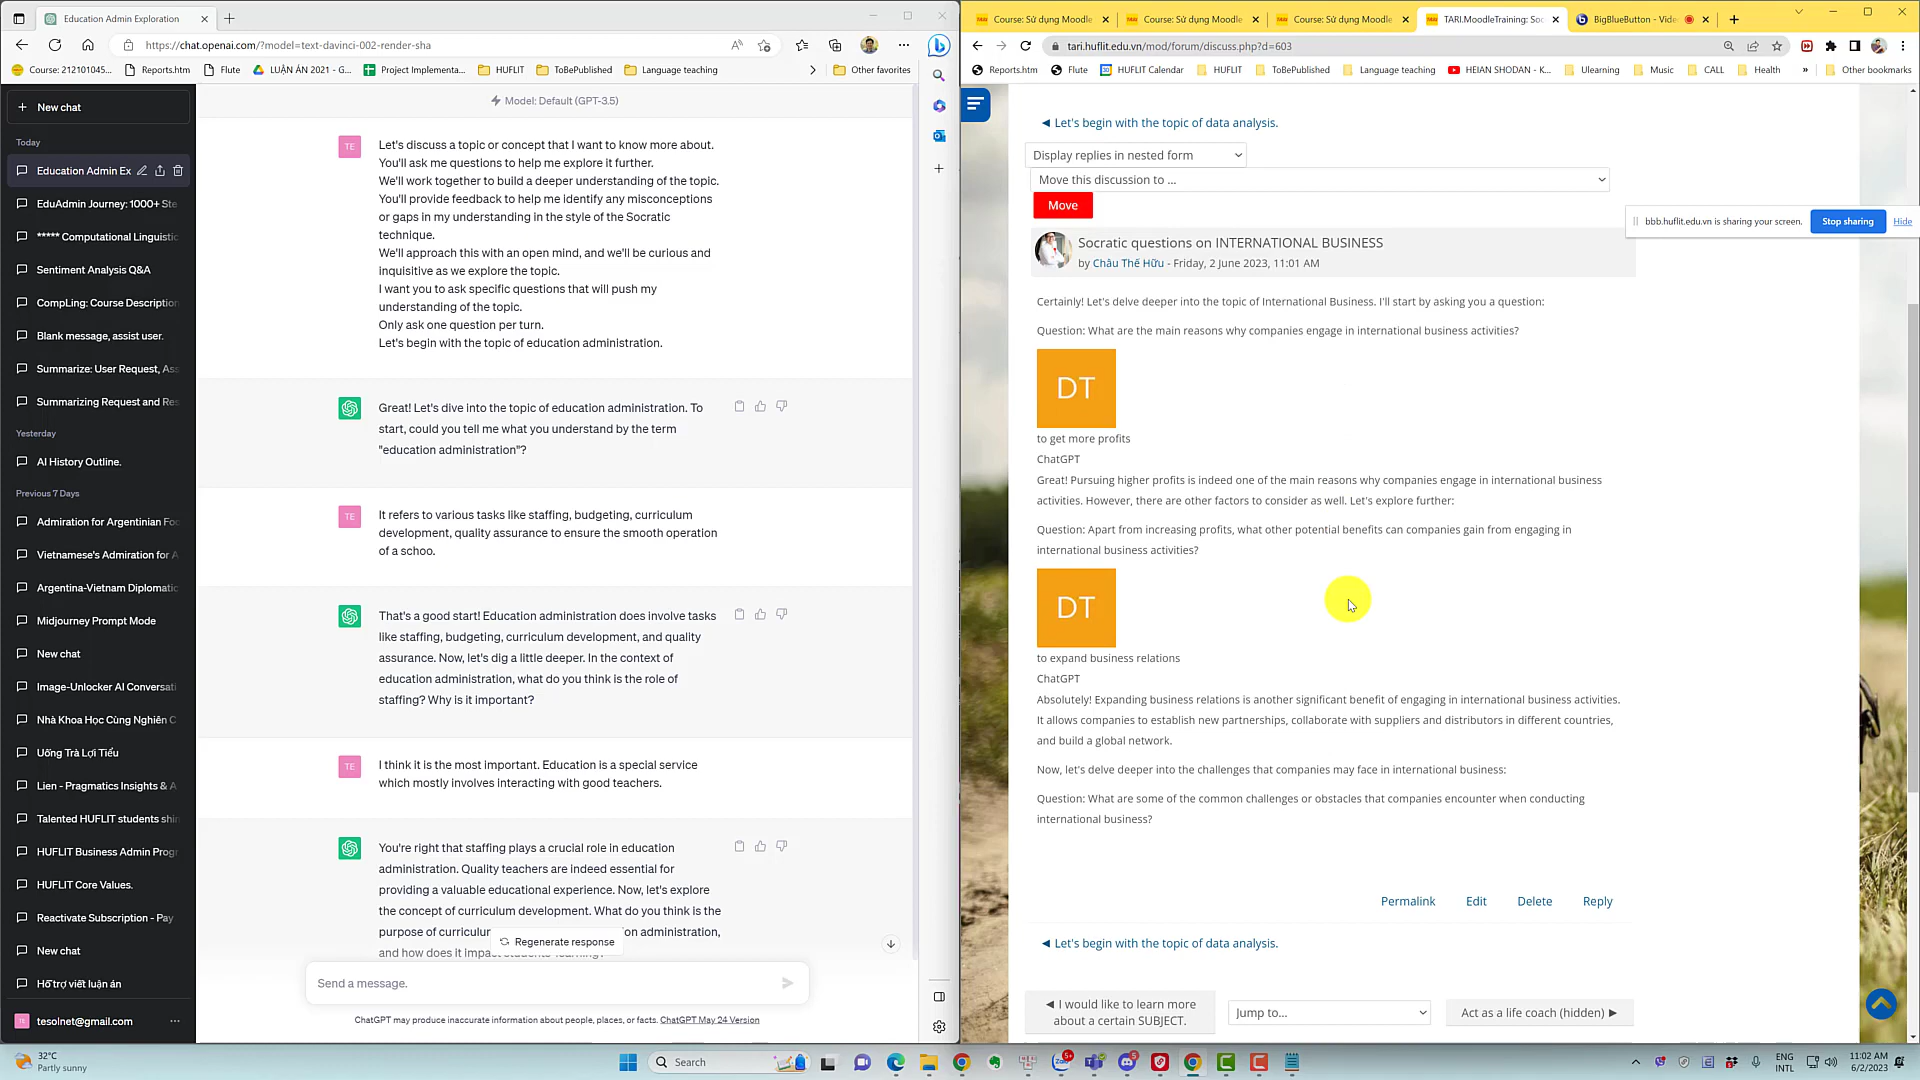 Education Admin Exploration
https://chat.openai.com/?model=text-davinci-002-render-sha
Course: 212101045...
Reports.htm
Flute
LUẬN ÁN 2021 - G...
Project Implementa...
HUFLIT
ToBePublished
Language teaching
Other favorites
New chat
Today
Education Admin Ex
EduAdmin Journey: 1000+ Ste
***** Computational Linguistic
Sentiment Analysis Q&A
CompLing: Course Description
Blank message, assist user.
Summarize: User Request, Ass
Summarizing Request and Res
Yesterday
AI History Outline.
Previous 7 Days
Admiration for Argentinian Foo
Vietnamese's Admiration for A
Argentina-Vietnam Diplomatic
Midjourney Prompt Mode
New chat
Image-Unlocker AI Conversati
Nhà Khoa Học Cùng Nghiên C
Uống Trà Lợi Tiểu
Lien - Pragmatics Insights & A
Talented HUFLIT students shin
HUFLIT Business Admin Progr
HUFLIT Core Values.
Reactivate Subscription - Pay
New chat
Hỗ trợ viết luận án
TE tesolnet@gmail.com ...
Model: Default (GPT-3.5)
TE
Let's discuss a topic or concept that I want to know more about.
You'll ask me questions to help me explore it further.
We'll work together to build a deeper understanding of the topic.
You'll provide feedback to help me identify any misconceptions
or gaps in my understanding in the style of the Socratic
technique.
We'll approach this with an open mind, and we'll be curious and
inquisitive as we explore the topic.
I want you to ask specific questions that will push my
understanding of the topic.
Only ask one question per turn.
Let's begin with the topic of education administration.
Great! Let's dive into the topic of education administration. To
start, could you tell me what you understand by the term
"education administration"?
TE
It refers to various tasks like staffing, budgeting, curriculum
development, quality assurance to ensure the smooth operation
of a schoo.
That's a good start! Education administration does involve tasks
like staffing, budgeting, curriculum development, and quality
assurance. Now, let's dig a little deeper. In the context of
education administration, what do you think is the role of
staffing? Why is it important?
TE
I think it is the most important. Education is a special service
which mostly involves interacting with good teachers.
You're right that staffing plays a crucial role in education
administration. Quality teachers are indeed essential for
providing a valuable educational experience. Now, let's explore
the concept of curriculum development. What do you think is the
purpose of curriculu
on administration,
and how does it impact students' learning?
Regenerate response
Send a message.
ChatGPT may produce inaccurate information about people, places, or facts. ChatGPT May 24 Version
Course: Sử dụng Moodle
Course: Sử dụng Moodle
Course: Sử dụng Moodle
TARI.MoodleTraining: Soc
BigBlueButton - Vide
tari.huflit.edu.vn/mod/forum/discuss.php?d=603
Reports.htm
Flute
HUFLIT Calendar
HUFLIT
ToBePublished
Language teaching
HEIAN SHODAN - K...
Ulearning
Music
CALL
Health
Other bookmarks
◄ Let's begin with the topic of data analysis.
Display replies in nested form
Move this discussion to ...
Move
bbb.huflit.edu.vn is sharing your screen.
Stop sharing
Hide
Socratic questions on INTERNATIONAL BUSINESS
by Châu Thế Hữu - Friday, 2 June 2023, 11:01 AM
Certainly! Let's delve deeper into the topic of International Business. I'll start by asking you a question:
Question: What are the main reasons why companies engage in international business activities?
DT
to get more profits
ChatGPT
Great! Pursuing higher profits is indeed one of the main reasons why companies engage in international business
activities. However, there are other factors to consider as well. Let's explore further:
Question: Apart from increasing profits, what other potential benefits can companies gain from engaging in
international business activities?
DT
to expand business relations
ChatGPT
Absolutely! Expanding business relations is another significant benefit of engaging in international business activities.
It allows companies to establish new partnerships, collaborate with suppliers and distributors in different countries,
and build a global network.
Now, let's delve deeper into the challenges that companies may face in international business:
Question: What are some of the common challenges or obstacles that companies encounter when conducting
international business?
Permalink
Edit
Delete
Reply
◄ Let's begin with the topic of data analysis.
◄ I would like to learn more
about a certain SUBJECT.
Jump to...
Act as a life coach (hidden) ►
32°C
Partly sunny
Search
ENG
INTL
11:02 AM
6/2/2023